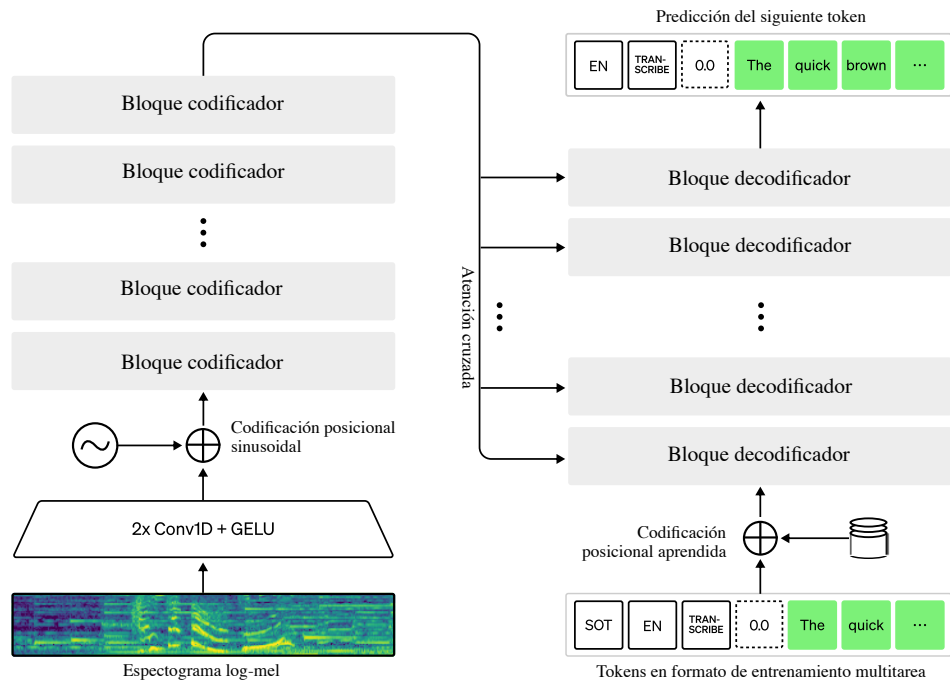 Bloque codificador
Bloque codificador
Bloque codificador
Bloque codificador
Codificación posicional
sinusoidal
2x Conv1D + GELU
Espectograma log-mel
Atención cruzada
Predicción del siguiente token
EN
TRAN-
SCRIBE
0.0
The
quick
brown
...
Bloque decodificador
Bloque decodificador
Bloque decodificador
Bloque decodificador
Codificación
posicional aprendida
SOT
EN
TRAN-
SCRIBE
0.0
The
quick
...
Tokens en formato de entrenamiento multitarea